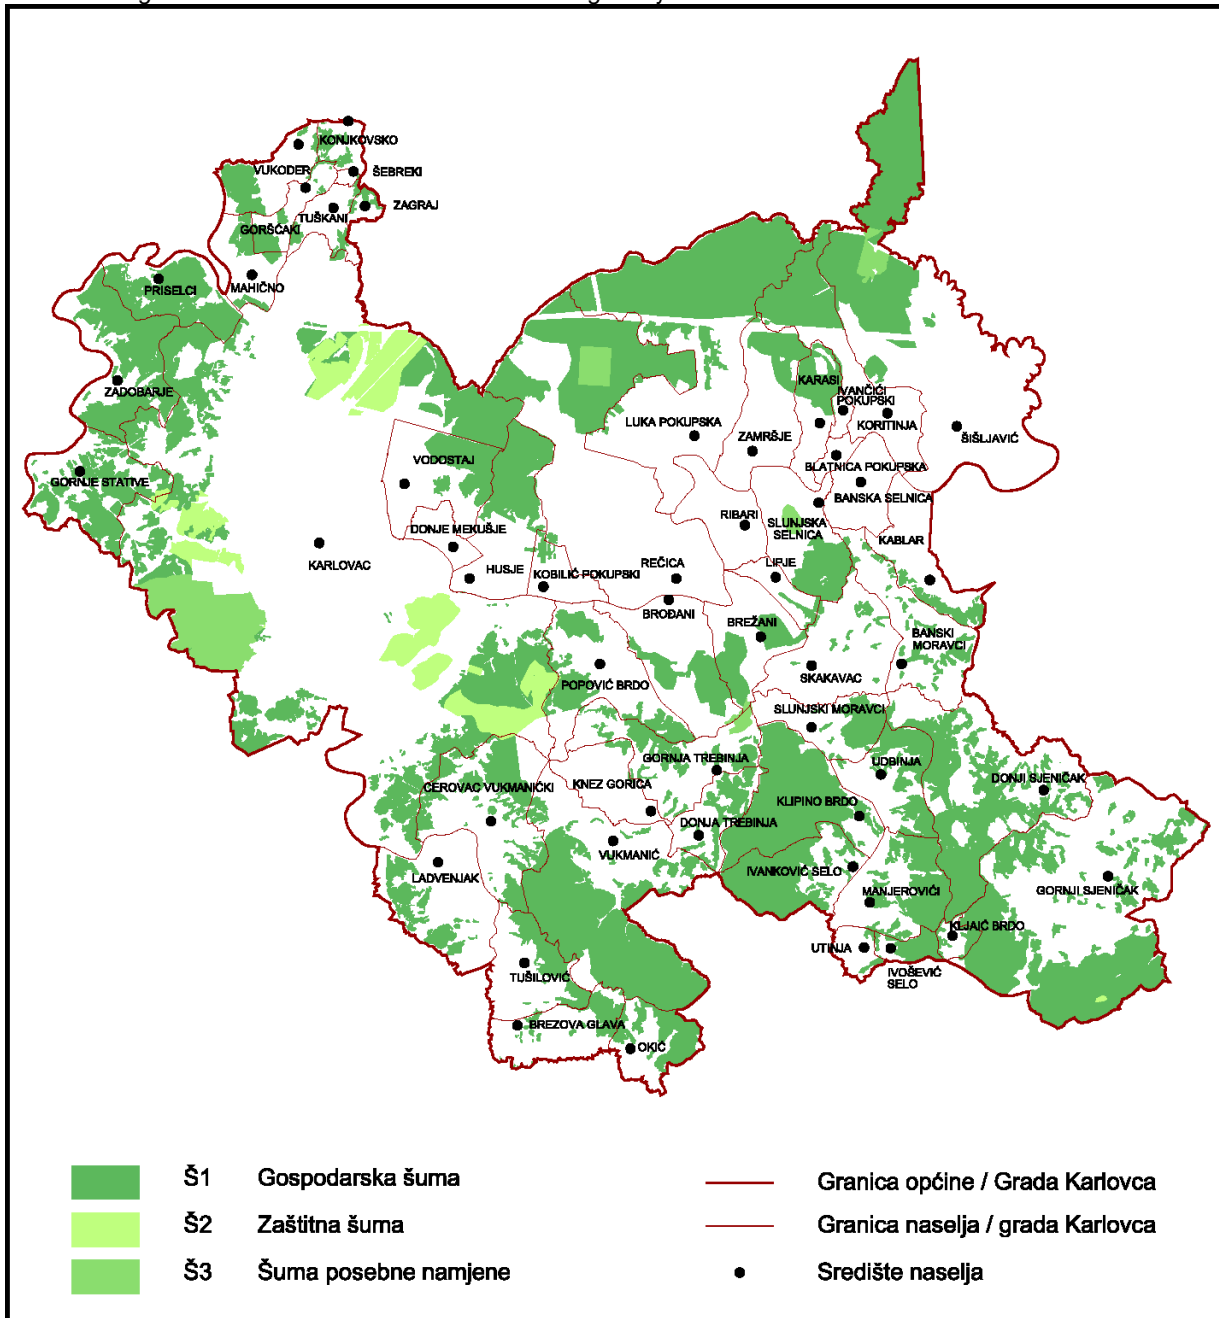 KONJKOVSKO
VUKODER
ŠEBREKI
TUŠKANI
ZAGRAJ
GORŠĆAKI
MAHIČNO
PRISELCI
ZADOBARJE
KARASI
IVANČIĆI
POKUPSKI
LUKA POKUPSKA
KORITINJA
ZAMRŠJE
ŠIŠLJAVIĆ
VODOSTAJ
BLATNICA POKUPSKA
GORNJE STATIVE
BANSKA SELNICA
RIBARI
SLUNJSKA
SELNICA
DONJE MEKUŠJE
KABLAR
KARLOVAC
HUSJE
KOBILIĆ POKUPSKI
REČICA
LIPJE
BROĐANI
BREŽANI
BANSKI
MORAVCI
POPOVIĆ BRDO
SKAKAVAC
SLUNJSKI MORAVCI
GORNJA TREBINJA
UDBINJA
DONJI SJENIČAK
CEROVAC VUKMANIĆKI
KNEZ GORICA
KLIPINO BRDO
DONJA TREBINJA
VUKMANIĆ
LADVENJAK
IVANKOVIĆ SELO
MANJEROVIĆI
GORNJI SJENIČAK
KLJAIĆ BRDO
UTINJA
IVOŠEVIĆ
SELO
TUŠILOVIĆ
BREZOVA GLAVA
OKIĆ
Š1 Gospodarska šuma
Granica općine / Grada Karlovca
Š2 Zaštitna šuma
Granica naselja / grada Karlovca
Š3 Šuma posebne namjene
Središte naselja